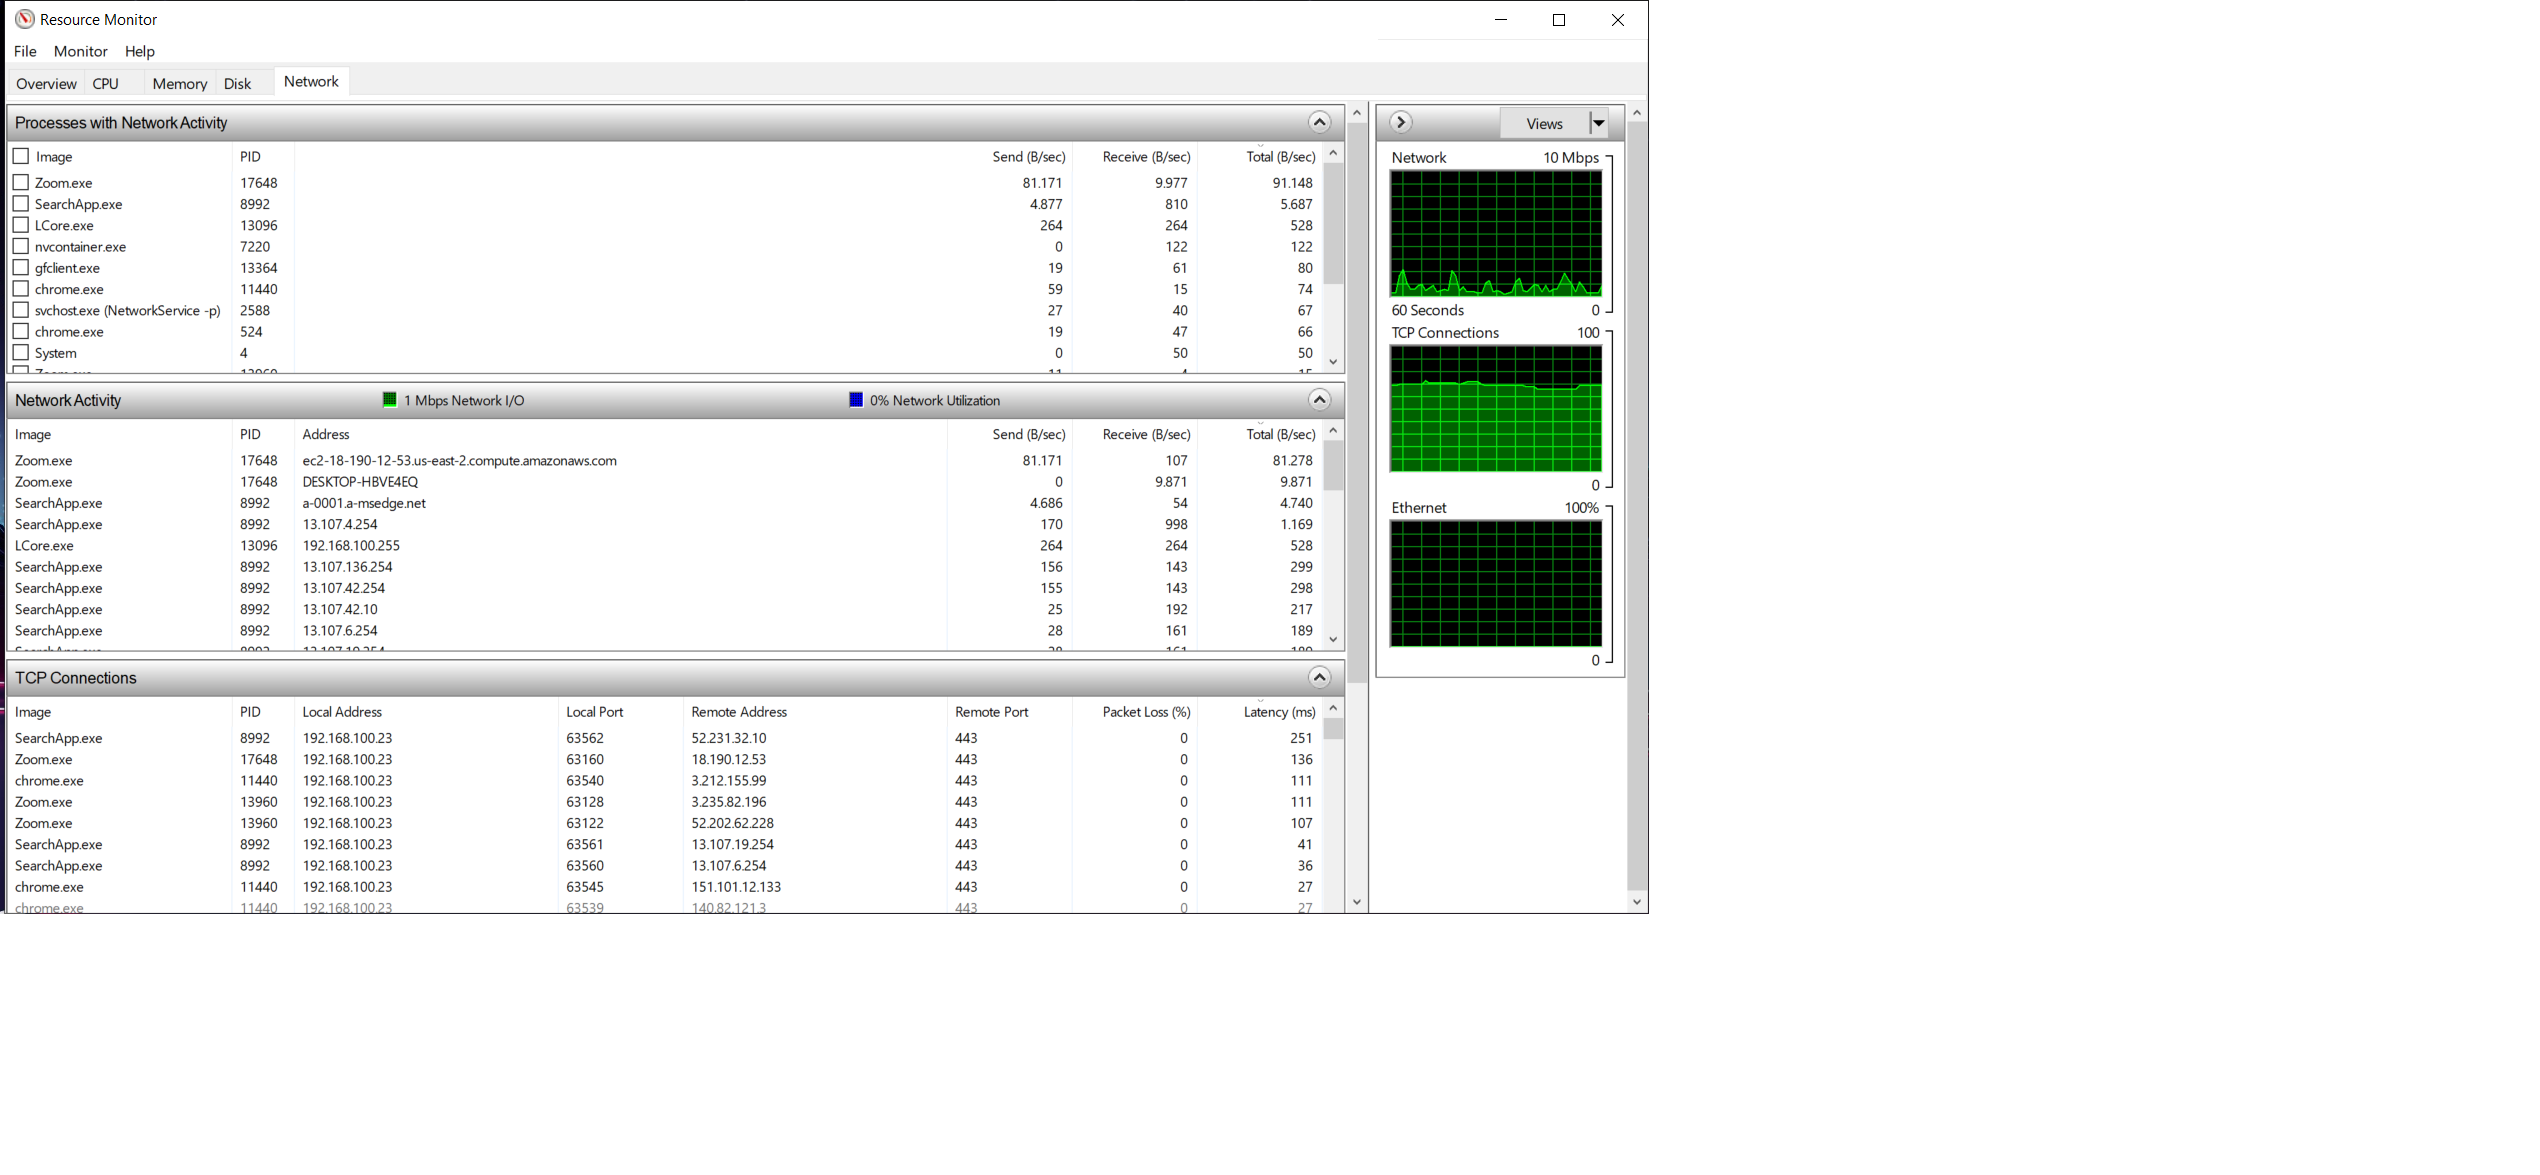 Resource Monitor
File Monitor Help
Overview CPU Memory Disk Network
Processes with Network Activity
Image PID Send (B/sec) Receive (B/sec) Total (B/sec)
Zoom.exe 17648 81.171 9.977 91.148
SearchApp.exe 8992 4.877 810 5.687
LCore.exe 13096 264 264 528
nvcontainer.exe 7220 0 122 122
gfclient.exe 13364 19 61 80
chrome.exe 11440 59 15 74
svchost.exe (NetworkService -p) 2588 27 40 67
chrome.exe 524 19 47 66
System 4 0 50 50
Network Activity 1 Mbps Network I/O 0% Network Utilization
Image PID Address Send (B/sec) Receive (B/sec) Total (B/sec)
Zoom.exe 17648 ec2-18-190-12-53.us-east-2.compute.amazonaws.com 81.171 107 81.278
Zoom.exe 17648 DESKTOP-HBVE4EQ 0 9.871 9.871
SearchApp.exe 8992 a-0001.a-msedge.net 4.686 54 4.740
SearchApp.exe 8992 13.107.4.254 170 998 1.169
LCore.exe 13096 192.168.100.255 264 264 528
SearchApp.exe 8992 13.107.136.254 156 143 299
SearchApp.exe 8992 13.107.42.254 155 143 298
SearchApp.exe 8992 13.107.42.10 25 192 217
SearchApp.exe 8992 13.107.6.254 28 161 189
TCP Connections
Image PID Local Address Local Port Remote Address Remote Port Packet Loss (%) Latency (ms)
SearchApp.exe 8992 192.168.100.23 63562 52.231.32.10 443 0 251
Zoom.exe 17648 192.168.100.23 63160 18.190.12.53 443 0 136
chrome.exe 11440 192.168.100.23 63540 3.212.155.99 443 0 111
Zoom.exe 13960 192.168.100.23 63128 3.235.82.196 443 0 111
Zoom.exe 13960 192.168.100.23 63122 52.202.62.228 443 0 107
SearchApp.exe 8992 192.168.100.23 63561 13.107.19.254 443 0 41
SearchApp.exe 8992 192.168.100.23 63560 13.107.6.254 443 0 36
chrome.exe 11440 192.168.100.23 63545 151.101.12.133 443 0 27
chrome.exe 11440 192.168.100.23 63539 140.82.121.3 443 0 27
Views
Network 10 Mbps
60 Seconds 0
TCP Connections 100
0
Ethernet 100%
0